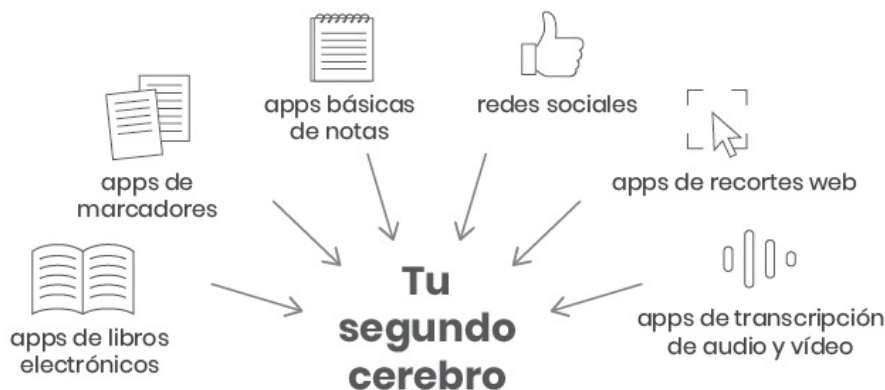 apps básicas
de notas
redes sociales
apps de
marcadores
apps de recortes web
apps de libros
electrónicos
apps de transcripción
de audio y vídeo
Tu
segundo
cerebro